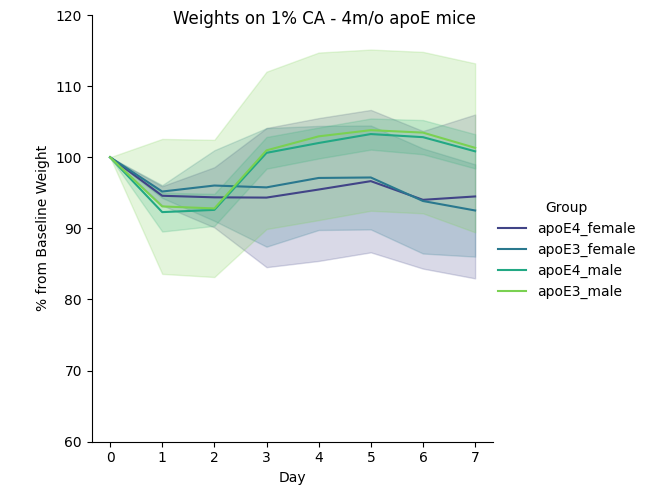 Weights on 1% CA - 4m/o apoE mice
120
110
100
90
80
70
60
% from Baseline Weight
0 1 2 3 4 5 6 7
Day
Group
apoE4_female
apoE3_female
apoE4_male
apoE3_male